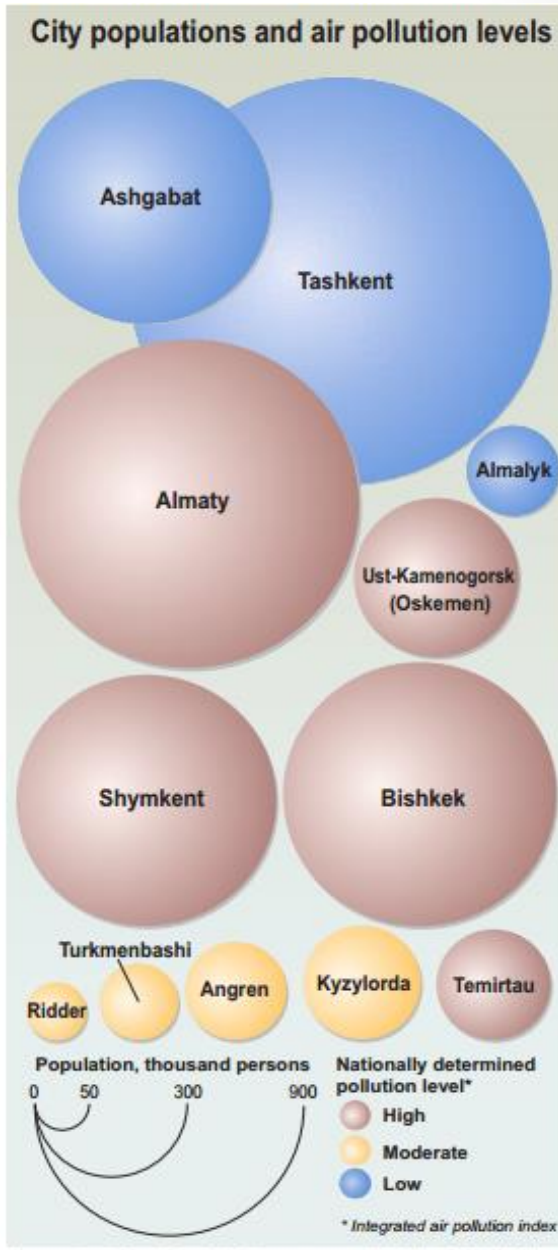 City populations and air pollution levels
Ashgabat
Tashkent
Almaty
Almalyk
Ust-Kamenogorsk
(Oskemen)
Shymkent
Bishkek
Turkmenbashi
Ridder
Angren
Kyzylorda
Temirtau
Population, thousand persons
0 50 300 900
Nationally determined
pollution level*
High
Moderate
Low
* Integrated air pollution index